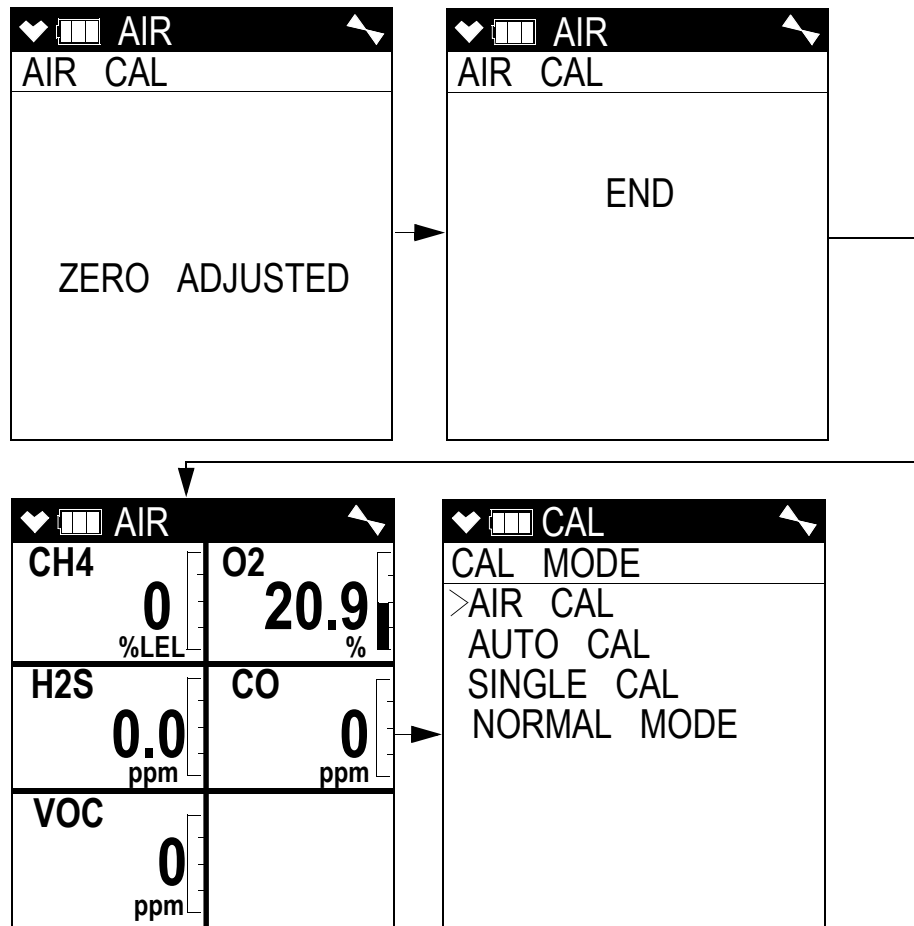 AIR
AIR CAL
ZERO ADJUSTED
AIR
AIR CAL
END
AIR
CH4
0
%LEL
O2
20.9
%
H2S
0.0
ppm
CO
0
ppm
VOC
0
ppm
CAL
CAL MODE
>AIR CAL
AUTO CAL
SINGLE CAL
NORMAL MODE